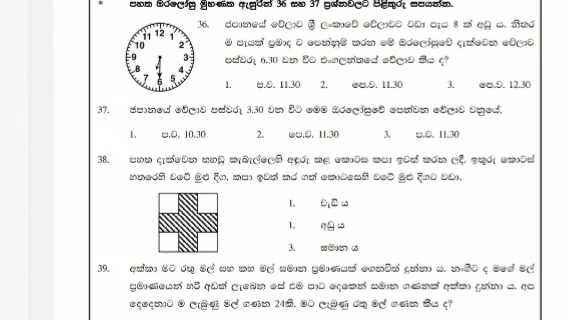 * පහත ඔරලෝසු මුහුණත ඇසුරින් 36 සහ 37 ප්‍රශ්නවලට පිළිතුරු සපයන්න.
36. ජපානයේ වේලාව ශ්‍රී ලංකාවේ වේලාවට වඩා පැය 8 ක් අඩු ය. නිතර
ම පැයක් ප්‍රමාද ව පෙන්නුම් කරන මේ ඔරලෝසුවේ දැක්වෙන වේලාව
පස්වරු 6.30 වන විට එංගලන්තයේ වේලාව කීය ද?
1. ප.ව. 11.30 2. පෙ.ව. 11.30 3. පෙ.ව. 12.30
37. ජපානයේ වේලාව පස්වරු 3.30 වන විට මෙම ඔරලෝසුවේ පෙන්වන වේලාව වනුයේ,
1. ප.ව. 10.30 2. පෙ.ව. 11.30 3. ප.ව. 11.30
38. පහත දැක්වෙන තහඩු කැබැල්ලෙහි අඳුරු කළ කොටස කපා ඉවත් කරන ලදී. ඉතුරු කොටස්
හතරෙහි වටේ මුළු දිග, කපා ඉවත් කර ගත් කොටසෙහි වටේ මුළු දිගට වඩා,
1. වැඩි ය
1. අඩු ය
3. සමාන ය
39. අක්කා මට රතු මල් සහ කහ මල් සමාන ප්‍රමාණයක් ගෙනවිත් දුන්නා ය. නංගීට ද මගේ මල්
ප්‍රමාණයෙන් හරි අඩක් ලැබෙන සේ එම පාට දෙකෙන් සමාන ගණනක් අක්කා දුන්නා ය. අප
දෙදෙනාට ම ලැබුණු මල් ගණන 24කි. මට ලැබුණු රතු මල් ගණන කීය ද?